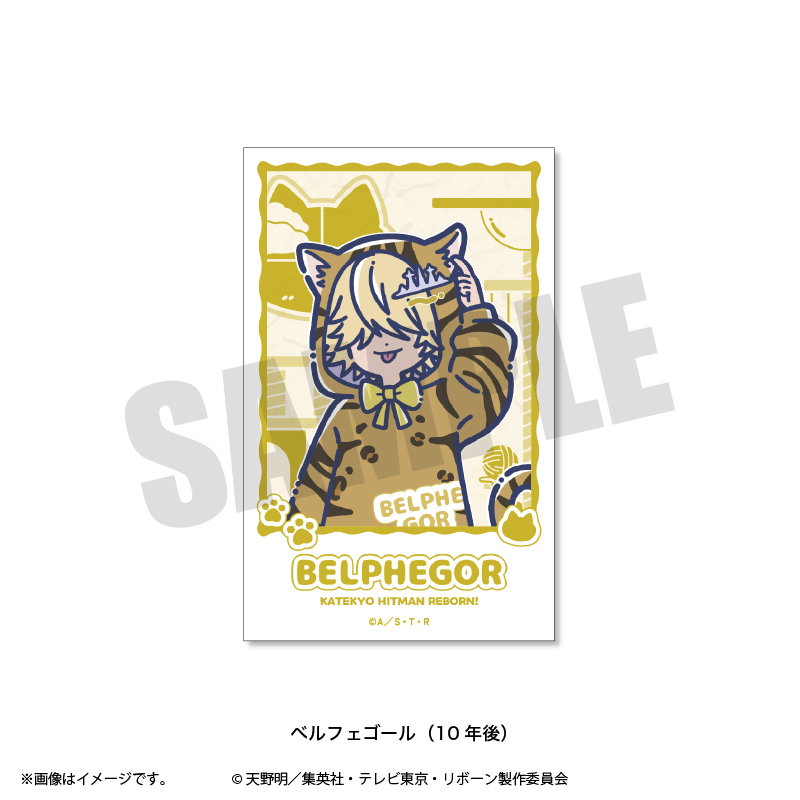 SAMPLE
BELPHE
GOR
BELPHEGOR
KATEKYO HITMAN REBORN!
©A／S・T・R
ベルフェゴール（10 年後）
※画像はイメージです。
© 天野明／集英社・テレビ東京・リボーン製作委員会